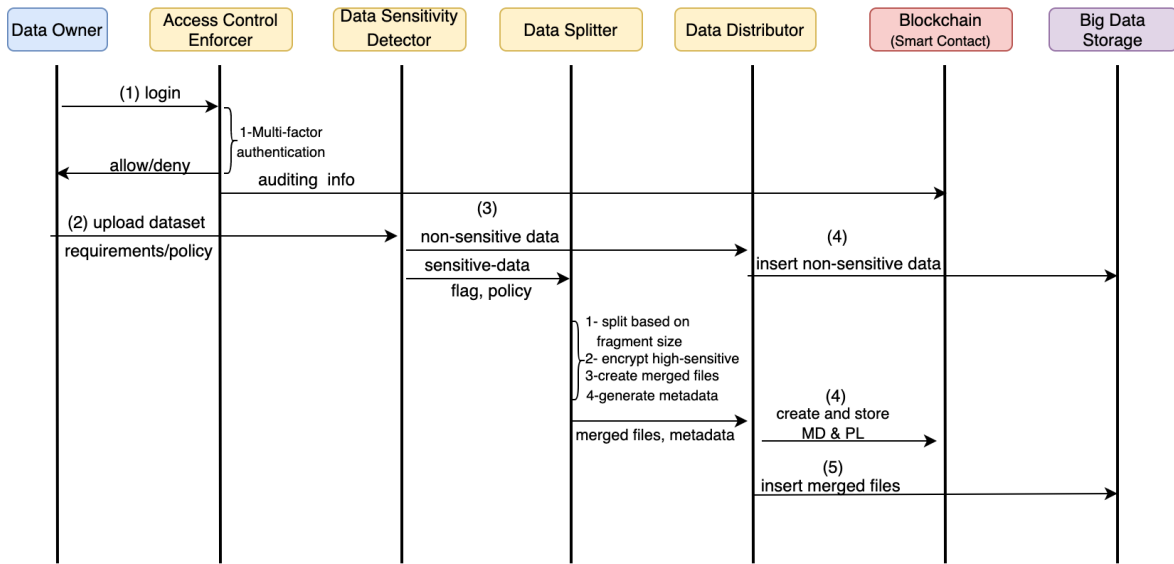 Data Owner
Access Control
Enforcer
Data Sensitivity
Detector
Data Splitter
Data Distributor
Blockchain
(Smart Contact)
Big Data
Storage
(1) login
1-Multi-factor
authentication
allow/deny
auditing info
(2) upload dataset
requirements/policy
(3)
non-sensitive data
sensitive-data
flag, policy
(4)
insert non-sensitive data
1- split based on
fragment size
2- encrypt high-sensitive
3-create merged files
4-generate metadata
merged files, metadata
(4)
create and store
MD & PL
(5)
insert merged files